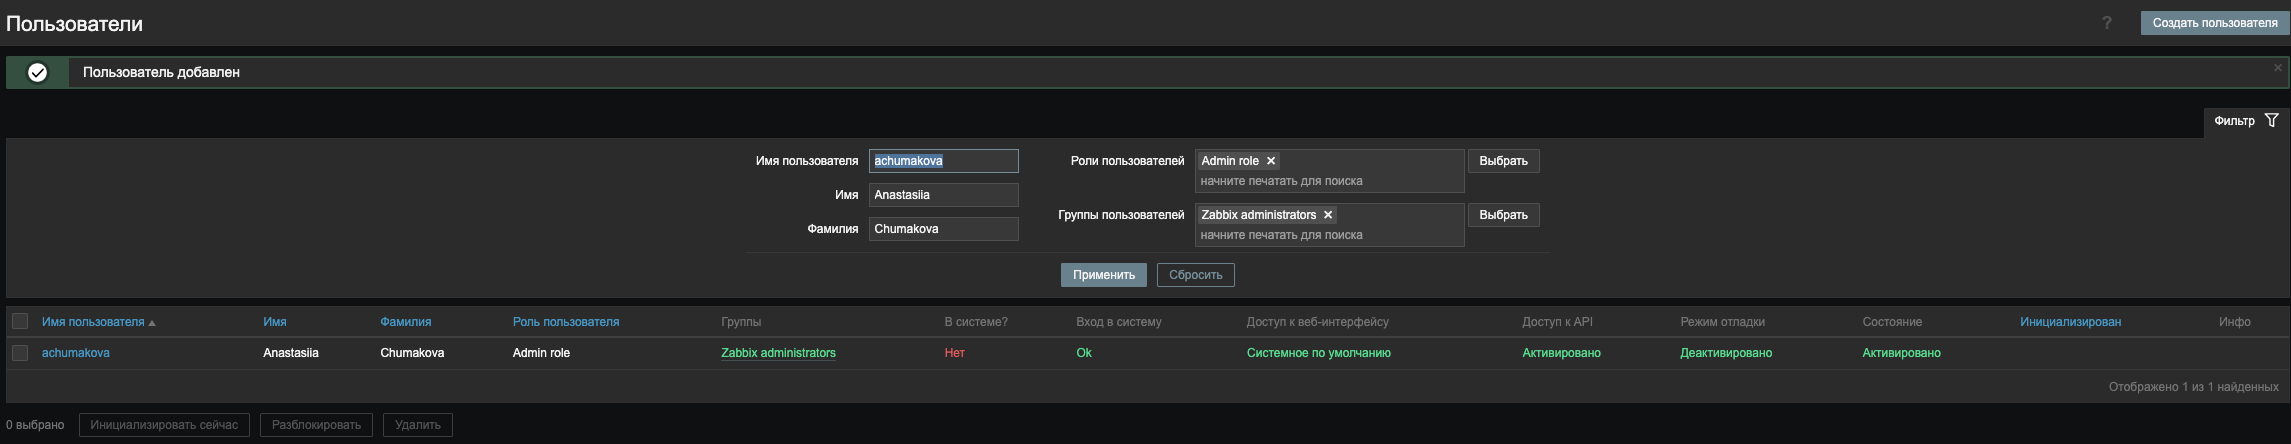 Пользователи
? Создать пользователя
Пользователь добавлен
Фильтр
Имя пользователя achumakova Роли пользователей Admin role Выбрать
начните печатать для поиска
Имя Anastasiia
Группы пользователей Zabbix administrators Выбрать
Фамилия Chumakova
начните печатать для поиска
Применить Сбросить
Имя пользователя Имя Фамилия Роль пользователя Группы В системе? Вход в систему Доступ к веб-интерфейсу Доступ к API Режим отладки Состояние Инициализирован Инфо
achumakova Anastasiia Chumakova Admin role Zabbix administrators Нет Ok Системное по умолчанию Активировано Деактивировано Активировано
Отображено 1 из 1 найденных
0 выбрано Инициализировать сейчас Разблокировать Удалить